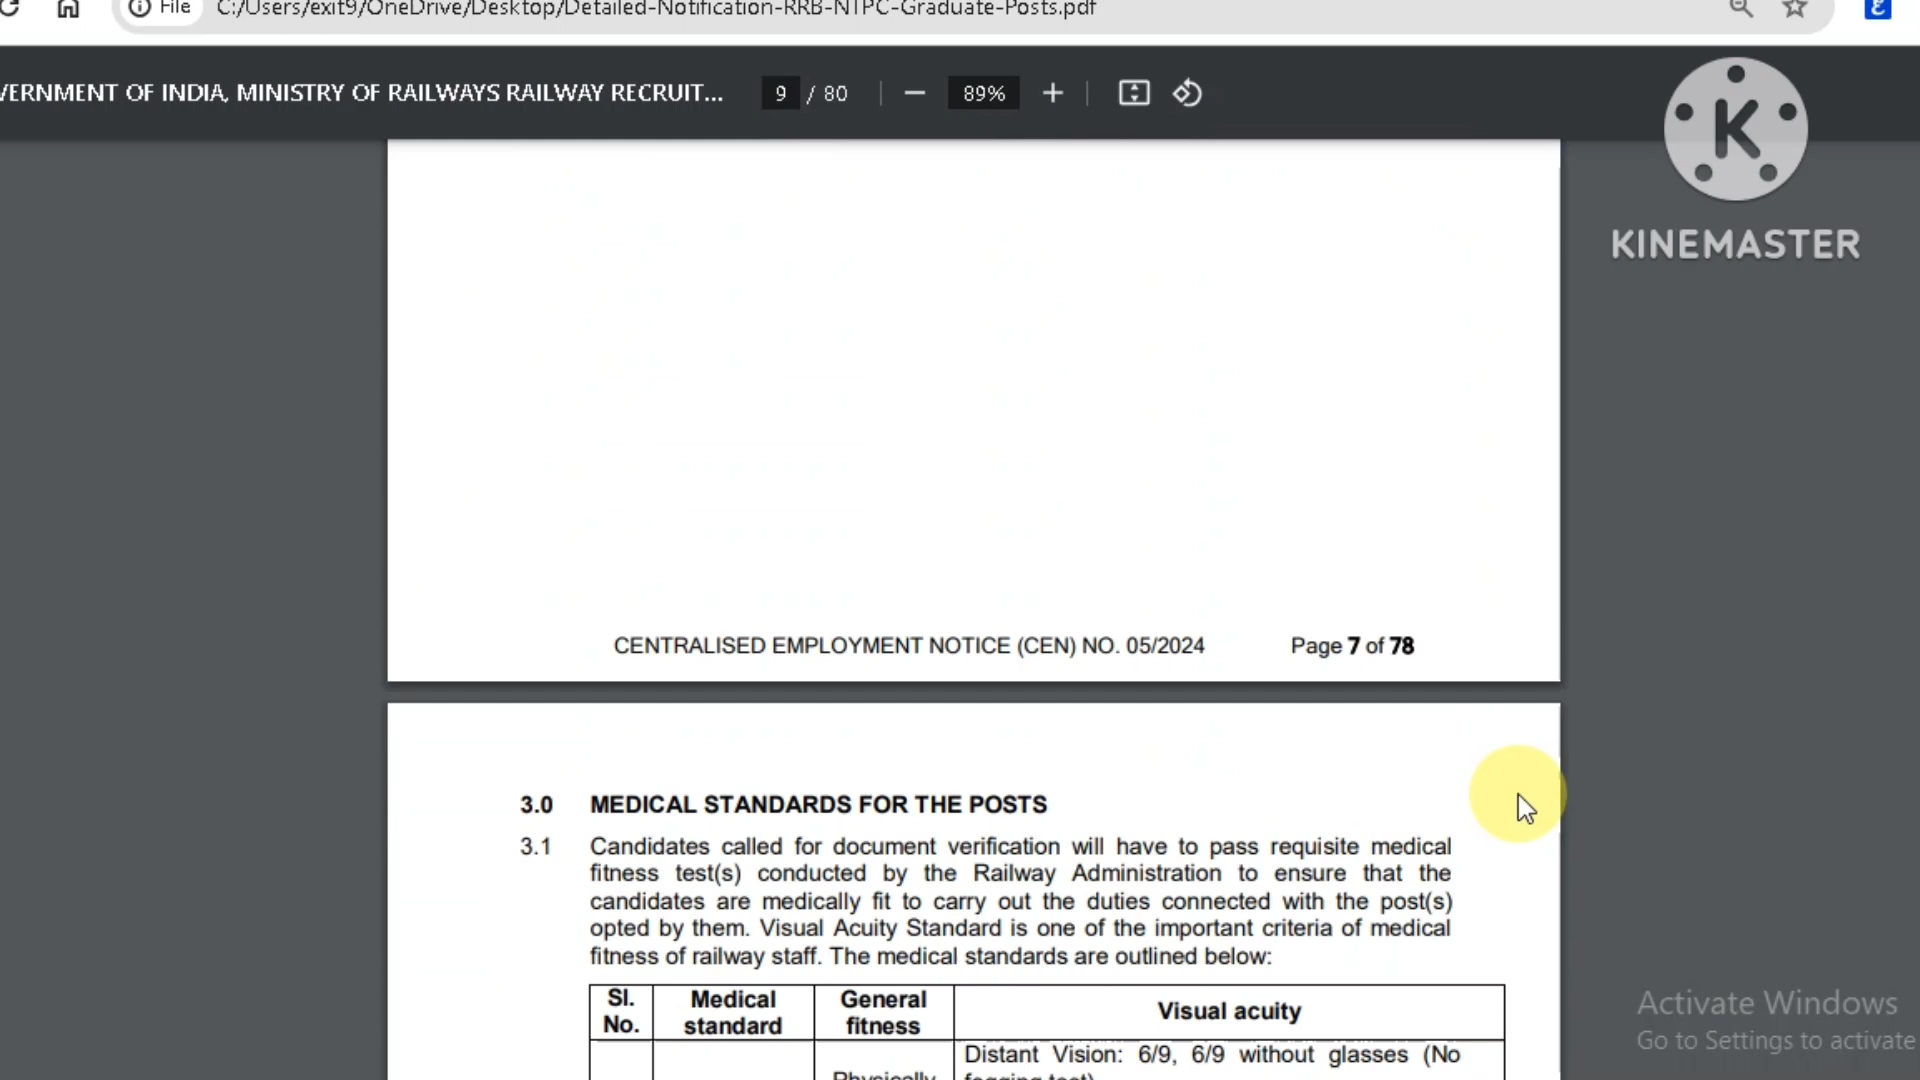 File C:/Users/exit9/OneDrive/Desktop/Detailed-Notification-RRB-NTPC-Graduate-Posts.pdf
VERNMENT OF INDIA, MINISTRY OF RAILWAYS RAILWAY RECRUIT... 9 / 80 89%
K
KINEMASTER
CENTRALISED EMPLOYMENT NOTICE (CEN) NO. 05/2024 Page 7 of 78
3.0 MEDICAL STANDARDS FOR THE POSTS
3.1 Candidates called for document verification will have to pass requisite medical
fitness test(s) conducted by the Railway Administration to ensure that the
candidates are medically fit to carry out the duties connected with the post(s)
opted by them. Visual Acuity Standard is one of the important criteria of medical
fitness of railway staff. The medical standards are outlined below:
Sl. No. Medical standard General fitness Visual acuity
Physically
Distant Vision: 6/9, 6/9 without glasses (No
fogging test)
Activate Windows
Go to Settings to activate